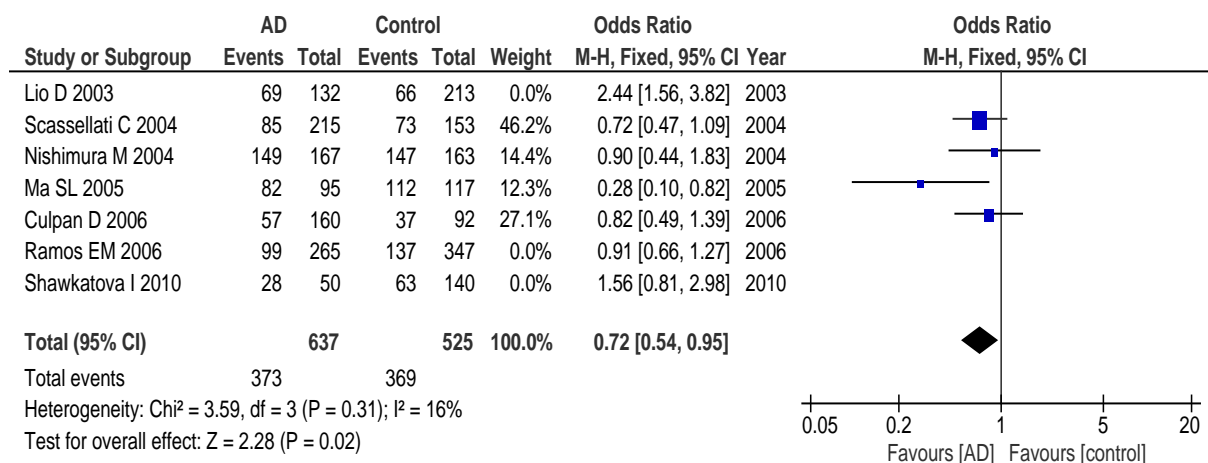 AD Control Odds Ratio Odds Ratio
Study or Subgroup Events Total Events Total Weight M-H, Fixed, 95% CI Year M-H, Fixed, 95% CI
Lio D 2003 69 132 66 213 0.0% 2.44 [1.56, 3.82] 2003
Scassellati C 2004 85 215 73 153 46.2% 0.72 [0.47, 1.09] 2004
Nishimura M 2004 149 167 147 163 14.4% 0.90 [0.44, 1.83] 2004
Ma SL 2005 82 95 112 117 12.3% 0.28 [0.10, 0.82] 2005
Culpan D 2006 57 160 37 92 27.1% 0.82 [0.49, 1.39] 2006
Ramos EM 2006 99 265 137 347 0.0% 0.91 [0.66, 1.27] 2006
Shawkatova I 2010 28 50 63 140 0.0% 1.56 [0.81, 2.98] 2010
Total (95% CI) 637 525 100.0% 0.72 [0.54, 0.95]
Total events 373 369
Heterogeneity: Chi² = 3.59, df = 3 (P = 0.31); I² = 16%
Test for overall effect: Z = 2.28 (P = 0.02)
0.05 0.2 1 5 20
Favours [AD] Favours [control]